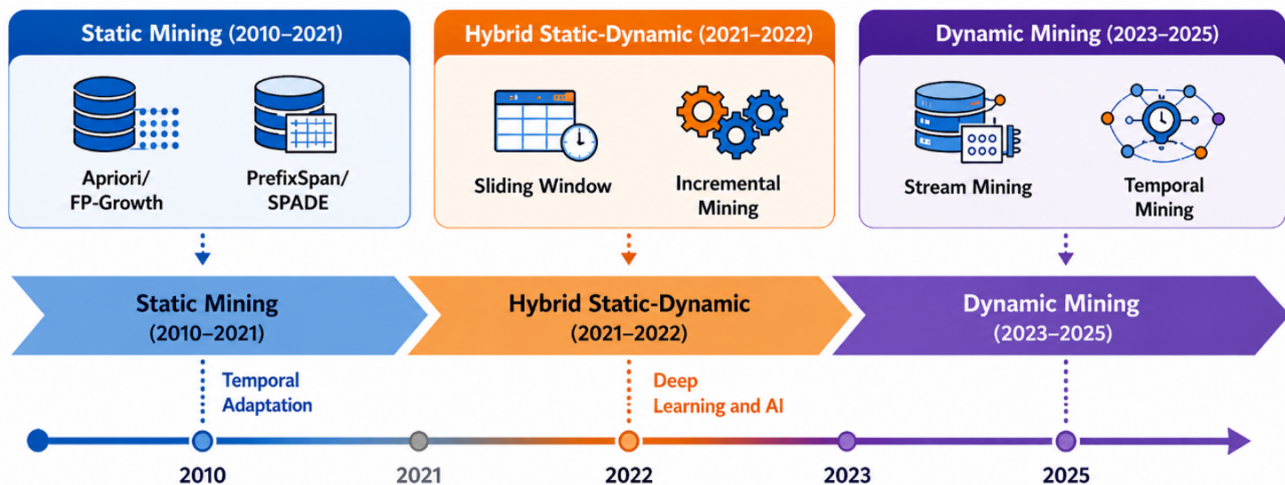 Static Mining (2010–2021)
Apriori/
FP-Growth
PrefixSpan/
SPADE
Hybrid Static-Dynamic (2021–2022)
Sliding Window
Incremental
Mining
Dynamic Mining (2023–2025)
Stream Mining
Temporal
Mining
Static Mining
(2010–2021)
Hybrid Static-Dynamic
(2021–2022)
Dynamic Mining
(2023–2025)
Temporal
Adaptation
Deep
Learning and AI
2010
2021
2022
2023
2025